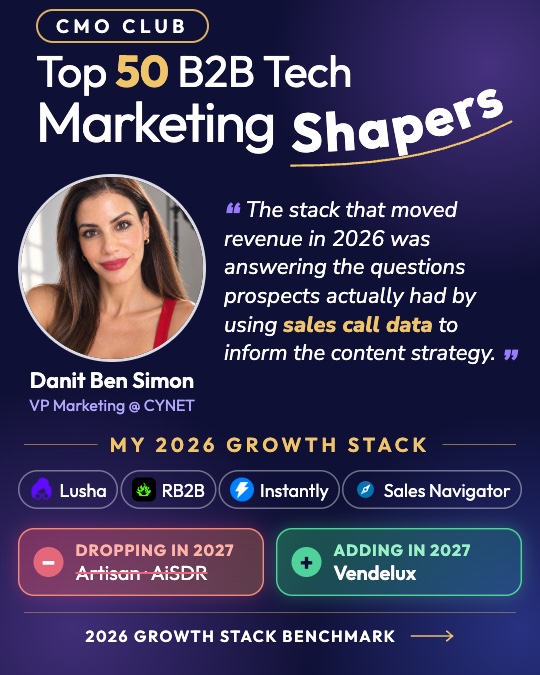 CMO CLUB
Top 50 B2B Tech
Marketing Shapers
❝ The stack that moved
revenue in 2026 was
answering the questions
prospects actually had by
using sales call data to
inform the content strategy. ❞
Danit Ben Simon
VP Marketing @ CYNET
MY 2026 GROWTH STACK
Lusha
RB2B
Instantly
Sales Navigator
DROPPING IN 2027
Artisan · AiSDR
ADDING IN 2027
Vendelux
2026 GROWTH STACK BENCHMARK